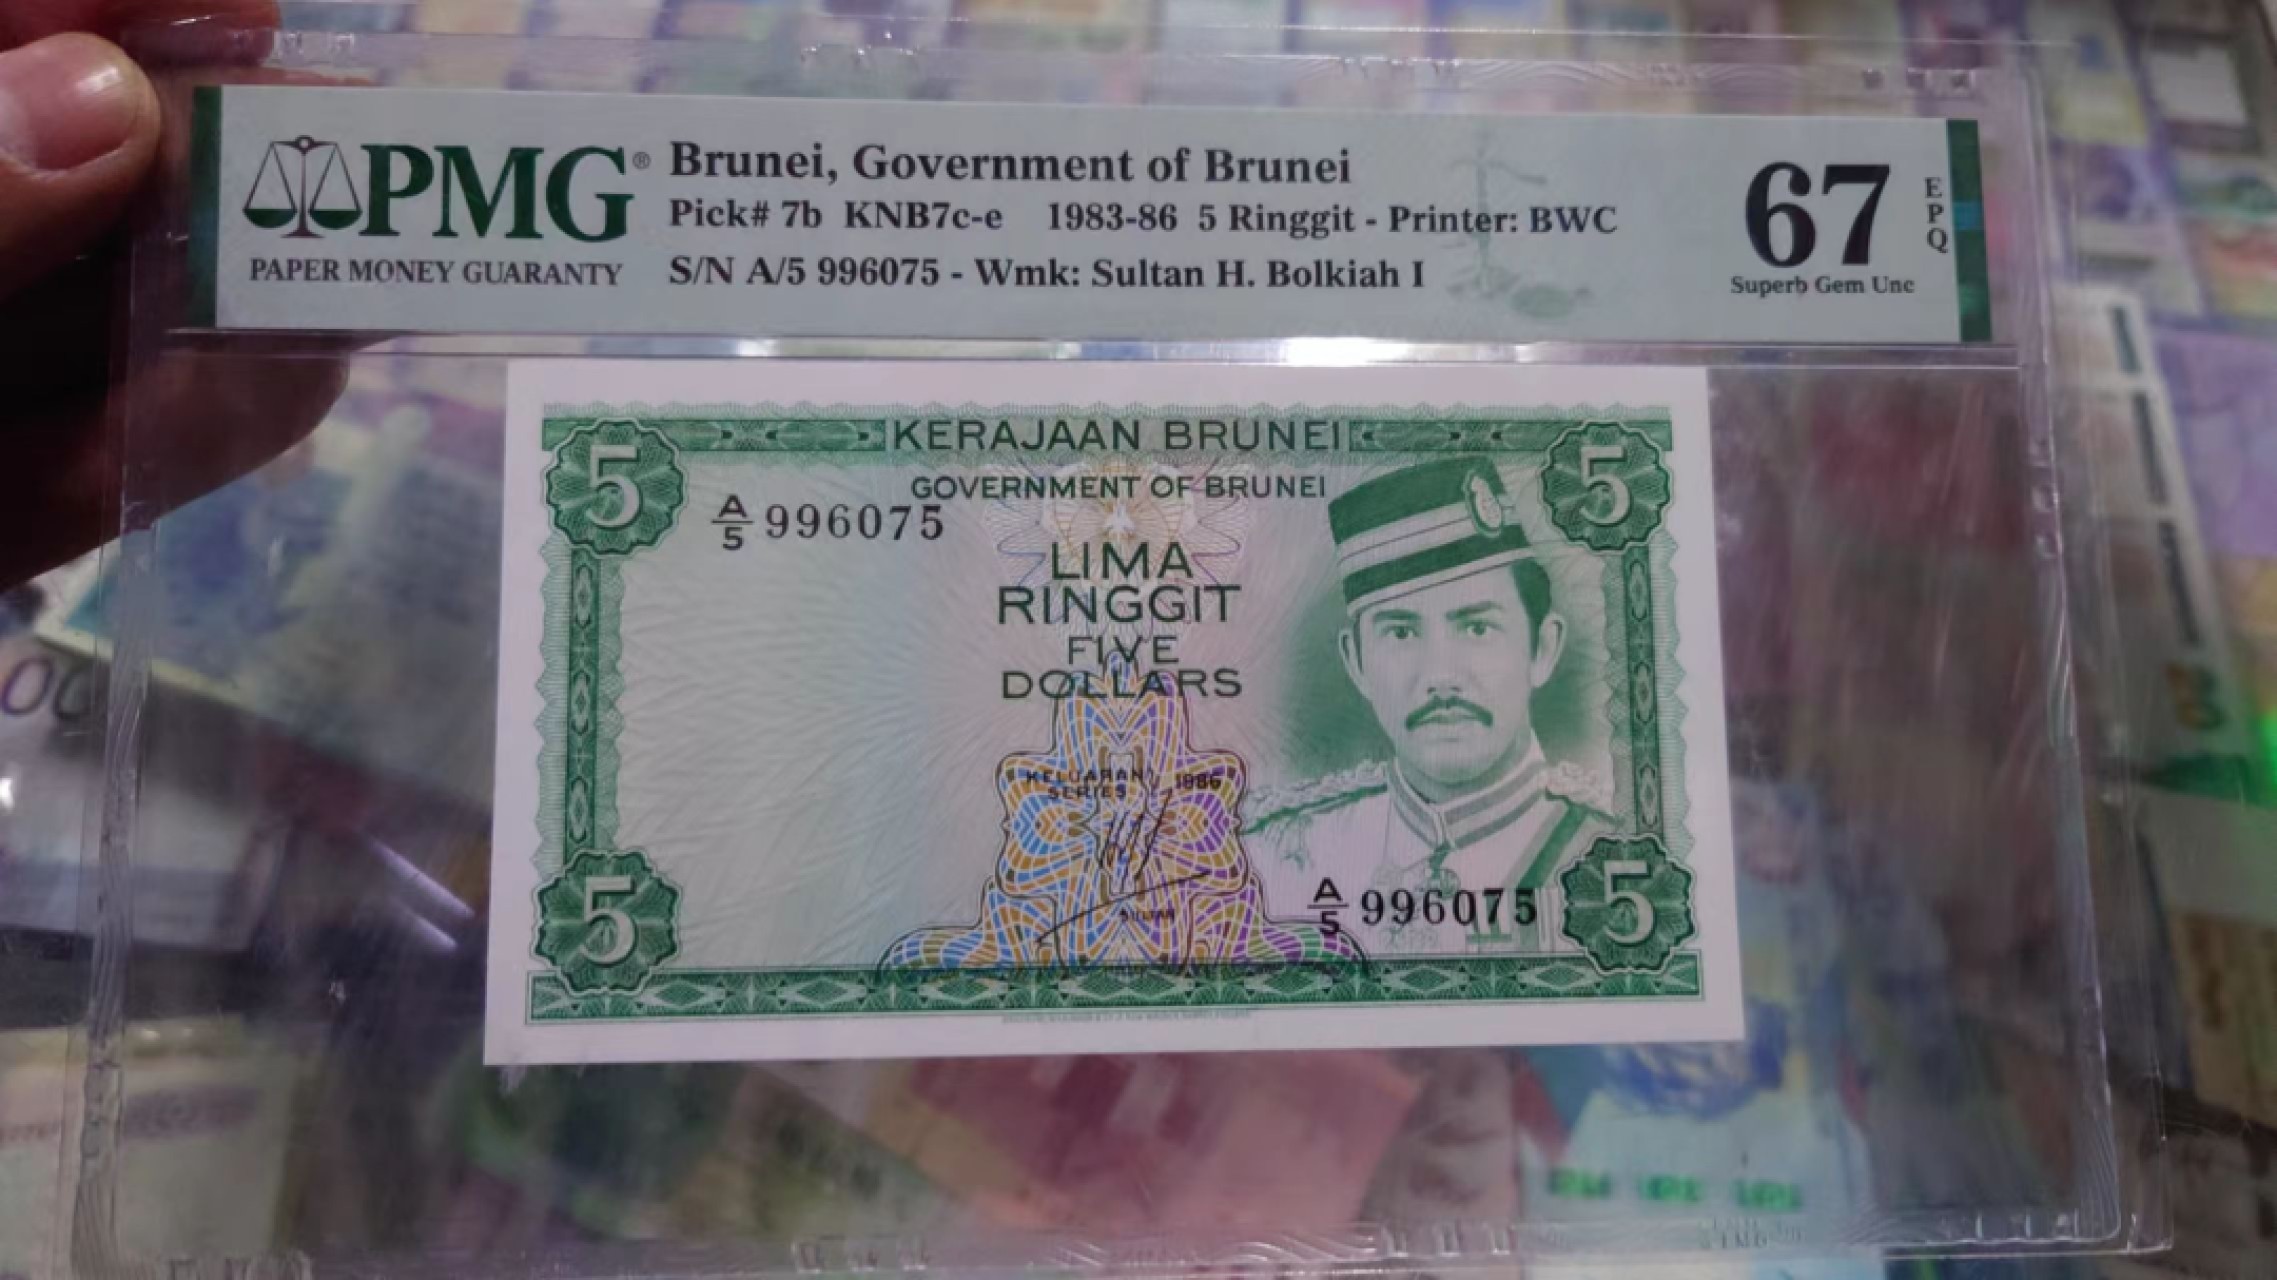 PMG®
PAPER MONEY GUARANTY
Brunei, Government of Brunei
Pick# 7b KNB7c-e 1983-86 5 Ringgit - Printer: BWC
S/N A/5 996075 - Wmk: Sultan H. Bolkiah I
67
EPQ
Superb Gem Unc
5
KERAJAAN BRUNEI
5
GOVERNMENT OF BRUNEI
A/5 996075
LIMA
RINGGIT
FIVE
DOLLARS
KELUARAN 1986
SERIES
SULTAN
A/5 996075
5
5